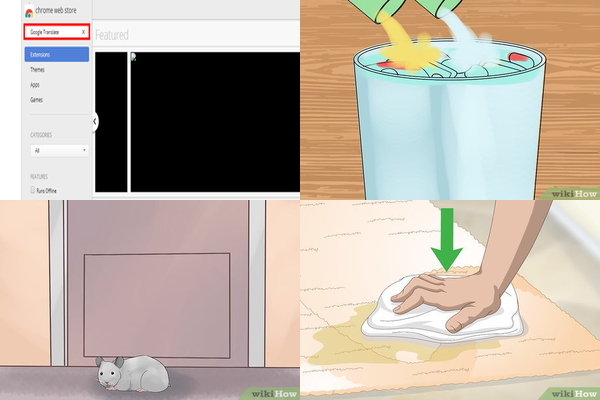 chrome web store
Google Translate x
Featured
Extensions
Themes
Apps
Games
CATEGORIES
All
FEATURES
Runs Offline
wikiHow
wikiHow
wikiHow